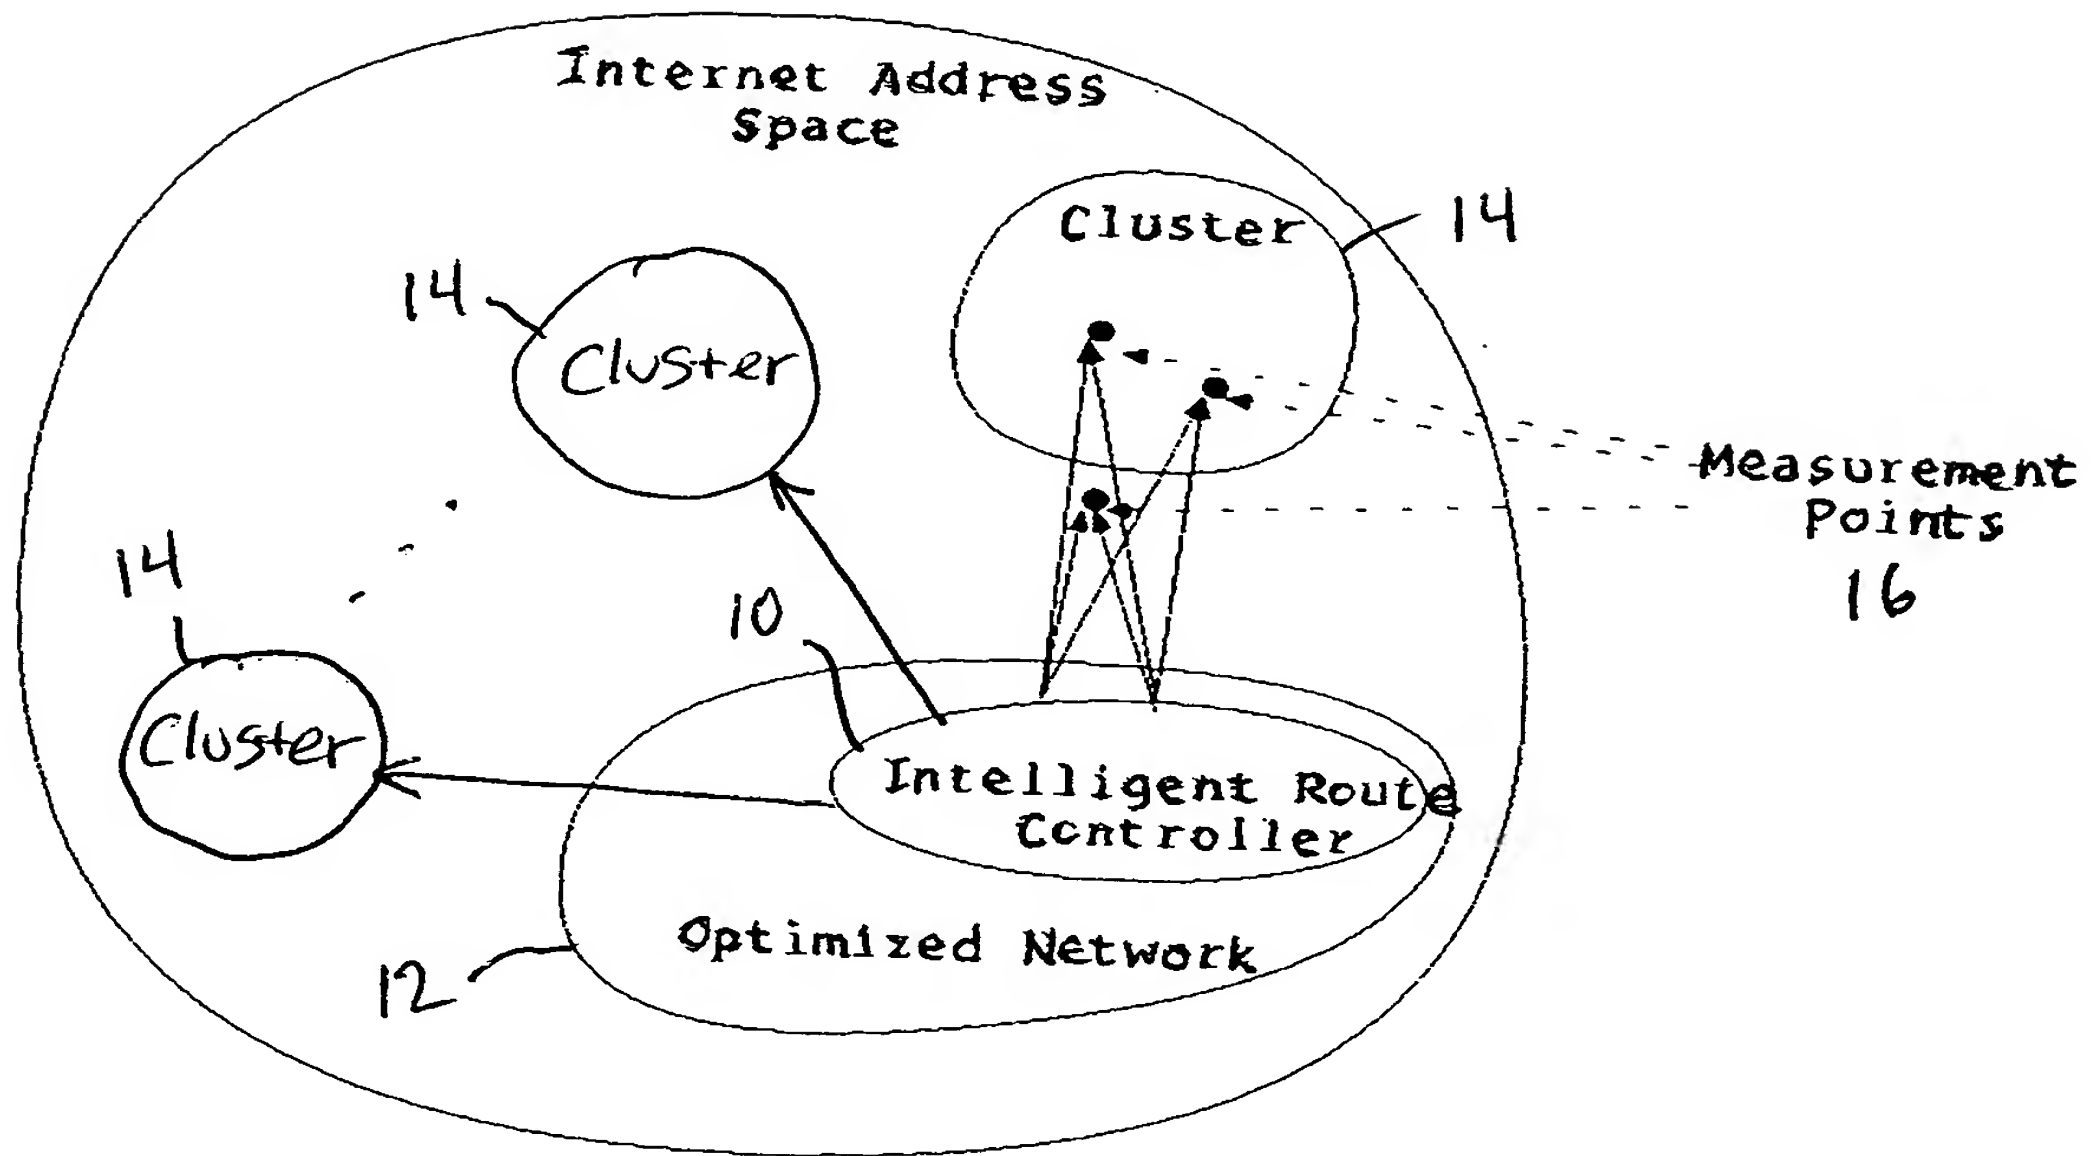 Internet Address
Space
Cluster
14
14
Cluster
Measurement
Points
16
14
10
Cluster
Intelligent Route
Controller
Optimized Network
12